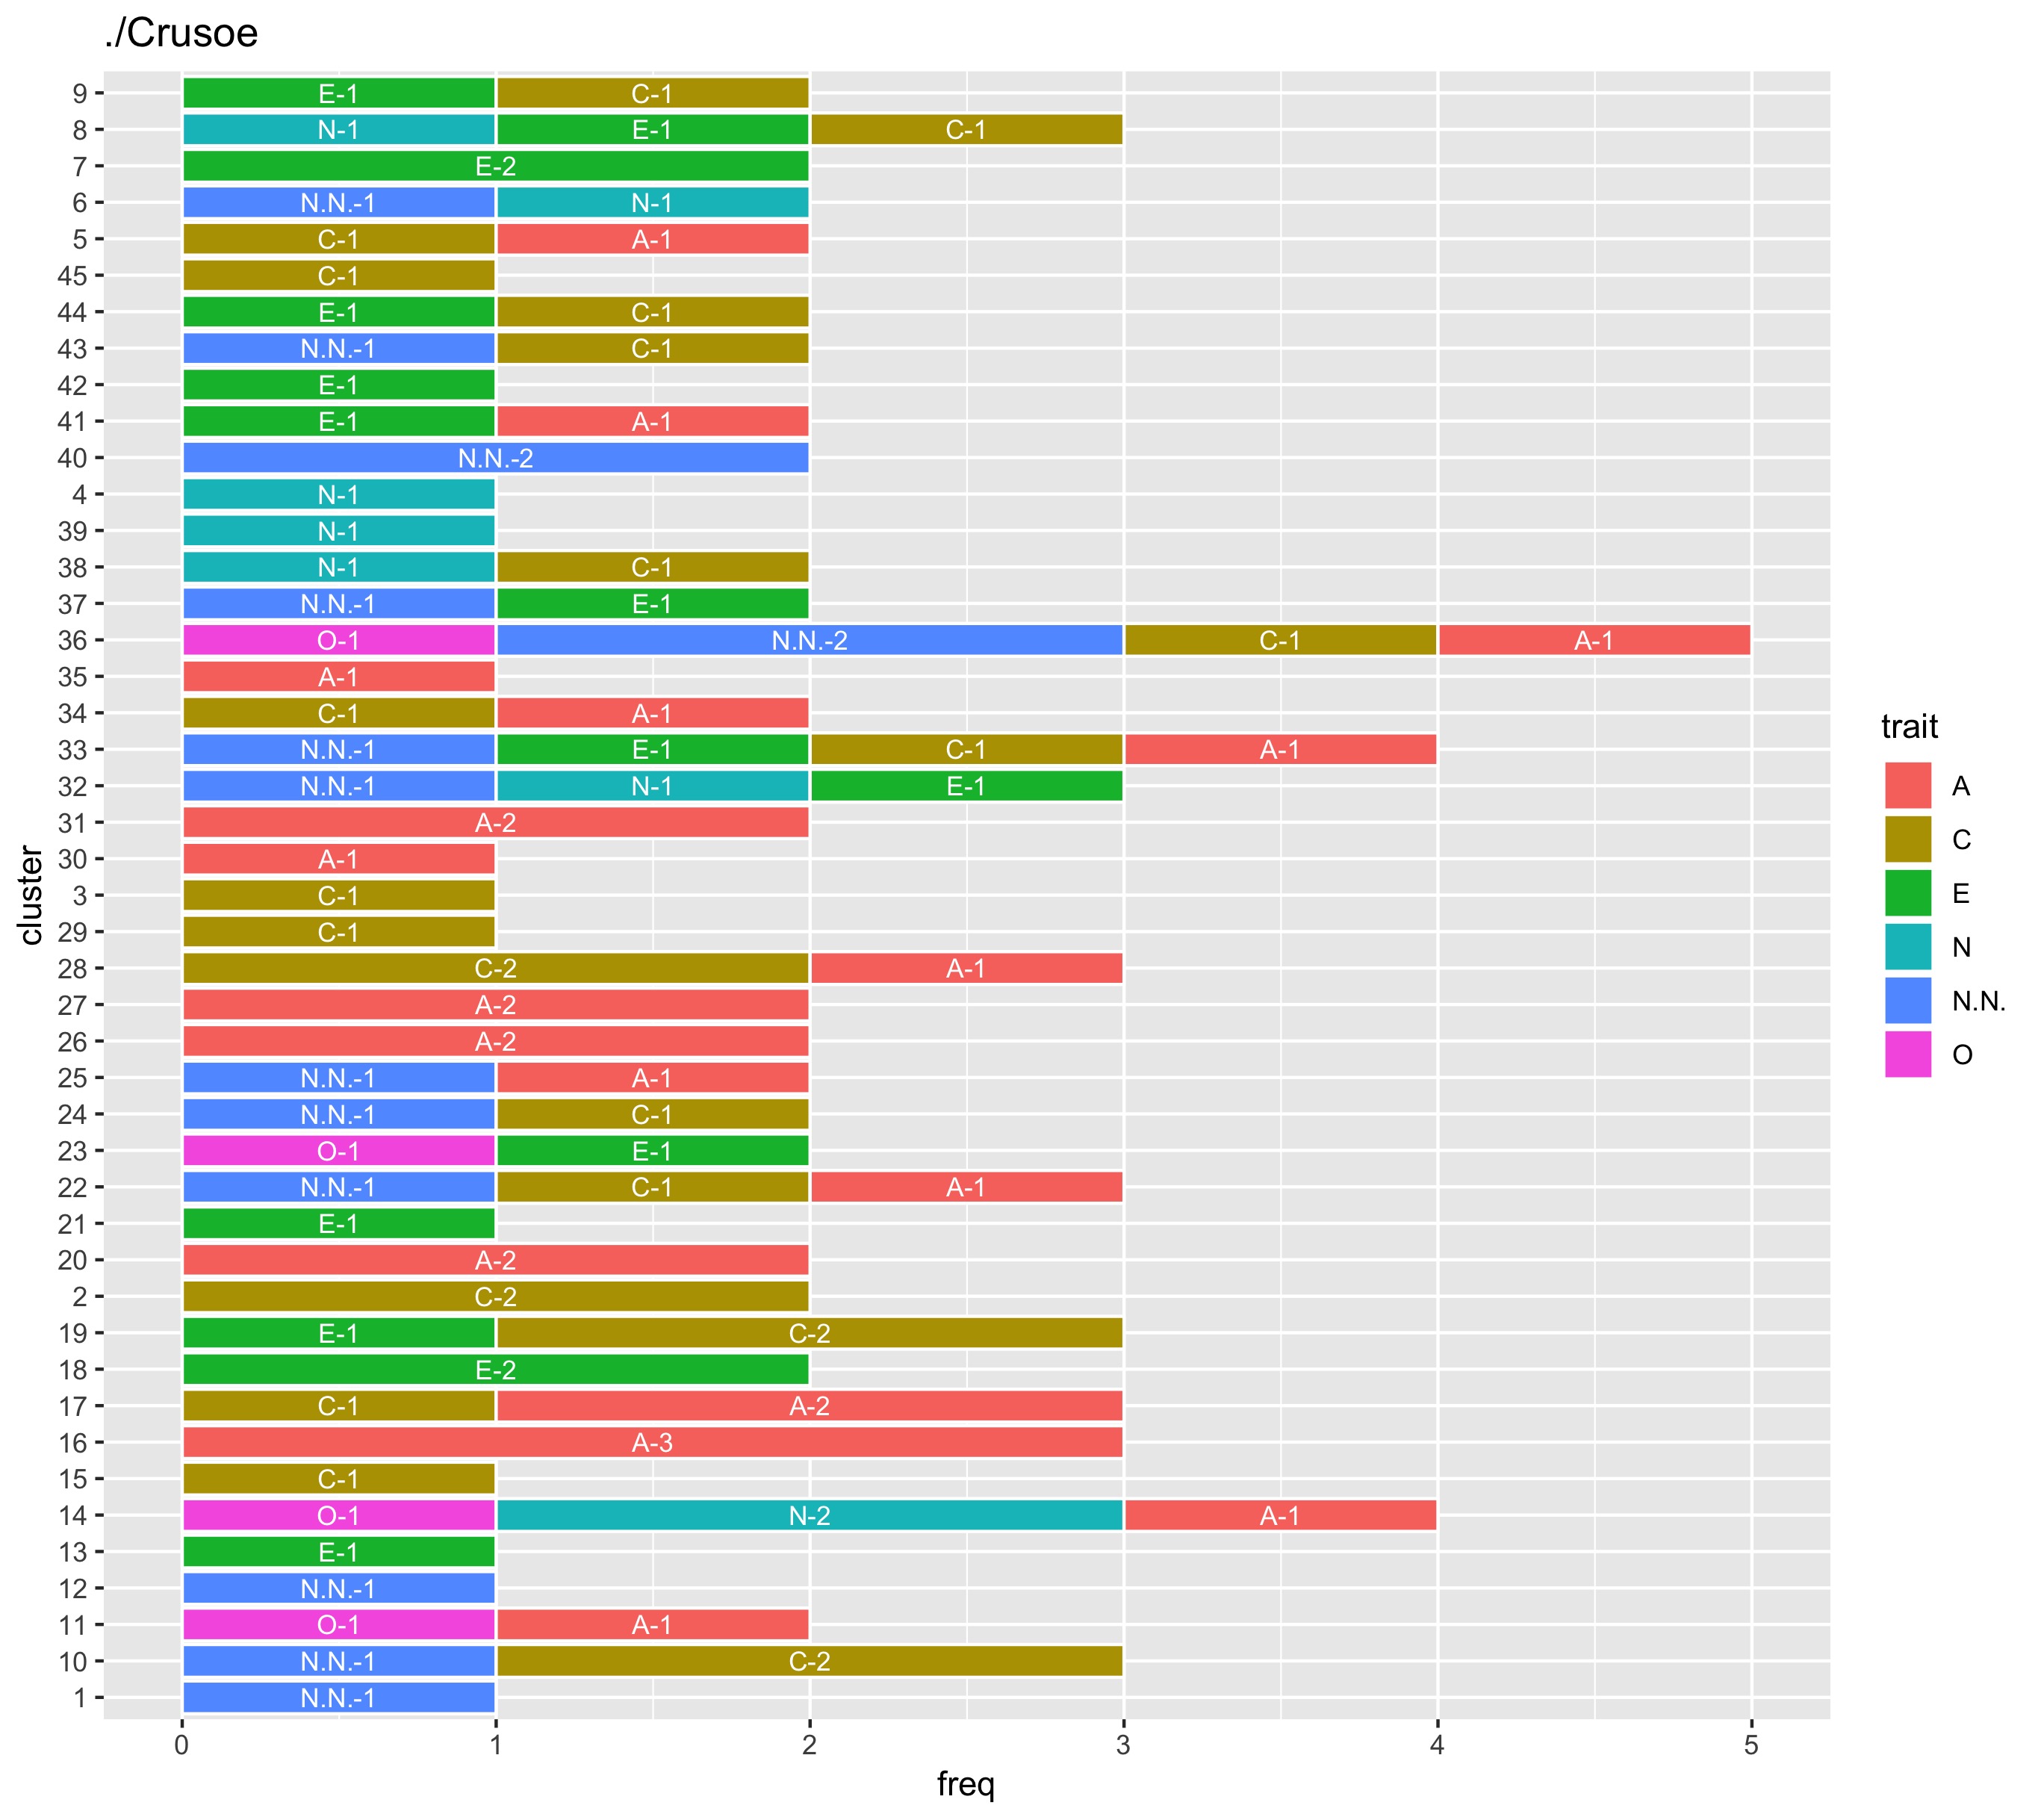 ./Crusoe
9 E-1 C-1
8 N-1 E-1 C-1
7 E-2
6 N.N.-1 N-1
5 C-1 A-1
45 C-1
44 E-1 C-1
43 N.N.-1 C-1
42 E-1
41 E-1 A-1
40 N.N.-2
4 N-1
39 N-1
38 N-1 C-1
37 N.N.-1 E-1
36 O-1 N.N.-2 C-1 A-1
35 A-1
34 C-1 A-1
33 N.N.-1 E-1 C-1 A-1
32 N.N.-1 N-1 E-1
31 A-2
30 A-1
3 C-1
29 C-1
28 C-2 A-1
27 A-2
26 A-2
25 N.N.-1 A-1
24 N.N.-1 C-1
23 O-1 E-1
22 N.N.-1 C-1 A-1
21 E-1
20 A-2
2 C-2
19 E-1 C-2
18 E-2
17 C-1 A-2
16 A-3
15 C-1
14 O-1 N-2 A-1
13 E-1
12 N.N.-1
11 O-1 A-1
10 N.N.-1 C-2
1 N.N.-1
0 1 2 3 4 5
freq
cluster
trait
A
C
E
N
N.N.
O